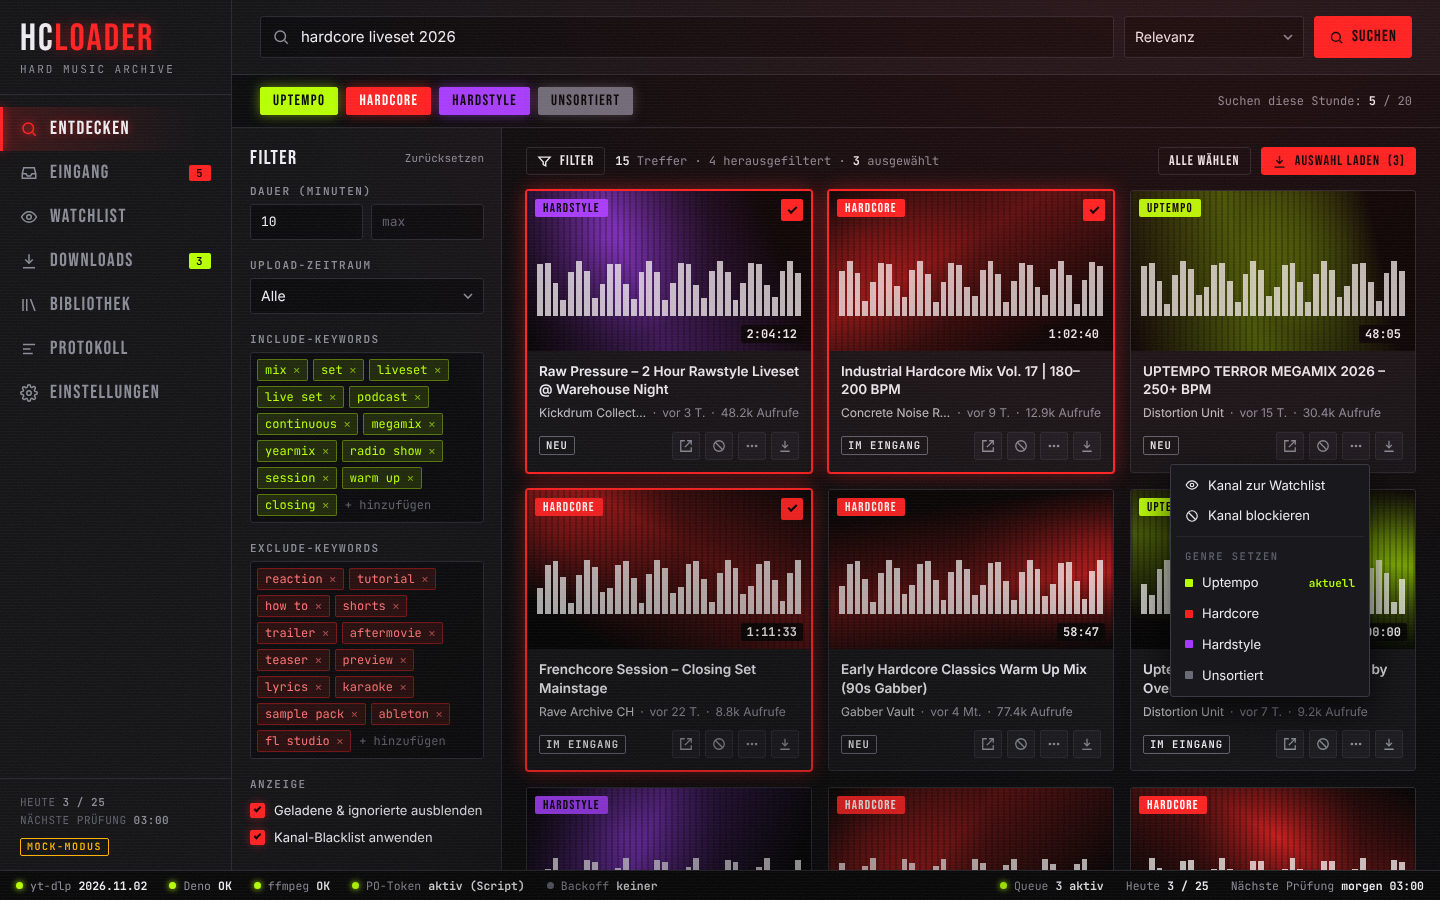 HCLOADER
HARD MUSIC ARCHIVE
ENTDECKEN
EINGANG 5
WATCHLIST
DOWNLOADS 3
BIBLIOTHEK
PROTOKOLL
EINSTELLUNGEN
HEUTE 3 / 25
NÄCHSTE PRÜFUNG 03:00
MOCK-MODUS
hardcore liveset 2026
Relevanz
SUCHEN
UPTEMPO HARDCORE HARDSTYLE UNSORTIERT
Suchen diese Stunde: 5 / 20
FILTER Zurücksetzen
DAUER (MINUTEN)
10 max
UPLOAD-ZEITRAUM
Alle
INCLUDE-KEYWORDS
mix × set × liveset ×
live set × podcast ×
continuous × megamix ×
yearmix × radio show ×
session × warm up ×
closing × + hinzufügen
EXCLUDE-KEYWORDS
reaction × tutorial ×
how to × shorts ×
trailer × aftermovie ×
teaser × preview ×
lyrics × karaoke ×
sample pack × ableton ×
fl studio × + hinzufügen
ANZEIGE
Geladene & ignorierte ausblenden
Kanal-Blacklist anwenden
FILTER 15 Treffer · 4 herausgefiltert · 3 ausgewählt
ALLE WÄHLEN AUSWAHL LADEN (3)
HARDSTYLE
2:04:12
Raw Pressure – 2 Hour Rawstyle Liveset
@ Warehouse Night
Kickdrum Collect... · vor 3 T. · 48.2k Aufrufe
NEU
HARDCORE
1:02:40
Industrial Hardcore Mix Vol. 17 | 180–
200 BPM
Concrete Noise R... · vor 9 T. · 12.9k Aufrufe
IM EINGANG
UPTEMPO
48:05
UPTEMPO TERROR MEGAMIX 2026 –
250+ BPM
Distortion Unit · vor 15 T. · 30.4k Aufrufe
NEU
HARDCORE
1:11:33
Frenchcore Session – Closing Set
Mainstage
Rave Archive CH · vor 22 T. · 8.8k Aufrufe
IM EINGANG
HARDCORE
58:47
Early Hardcore Classics Warm Up Mix
(90s Gabber)
Gabber Vault · vor 4 Mt. · 77.4k Aufrufe
NEU
by
Distortion Unit · vor 7 T. · 9.2k Aufrufe
IM EINGANG
Kanal zur Watchlist
Kanal blockieren
GENRE SETZEN
Uptempo aktuell
Hardcore
Hardstyle
Unsortiert
HARDSTYLE
HARDCORE
HARDCORE
yt-dlp 2026.11.02 Deno OK ffmpeg OK PO-Token aktiv (Script) Backoff keiner
Queue 3 aktiv Heute 3 / 25 Nächste Prüfung morgen 03:00